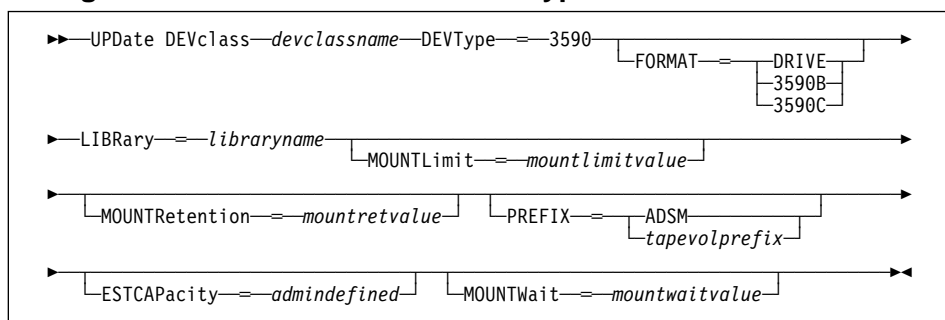 ►►─UPDate DEVclass─devclassname─DEVType─=─3590
FORMAT─=─DRIVE
3590B
3590C
►─LIBRary─=─libraryname
MOUNTLimit─=─mountlimitvalue
MOUNTRetention─=─mountretvalue
PREFIX─=─ADSM
tapevolprefix
ESTCAPacity─=─admindefined
MOUNTWait─=─mountwaitvalue